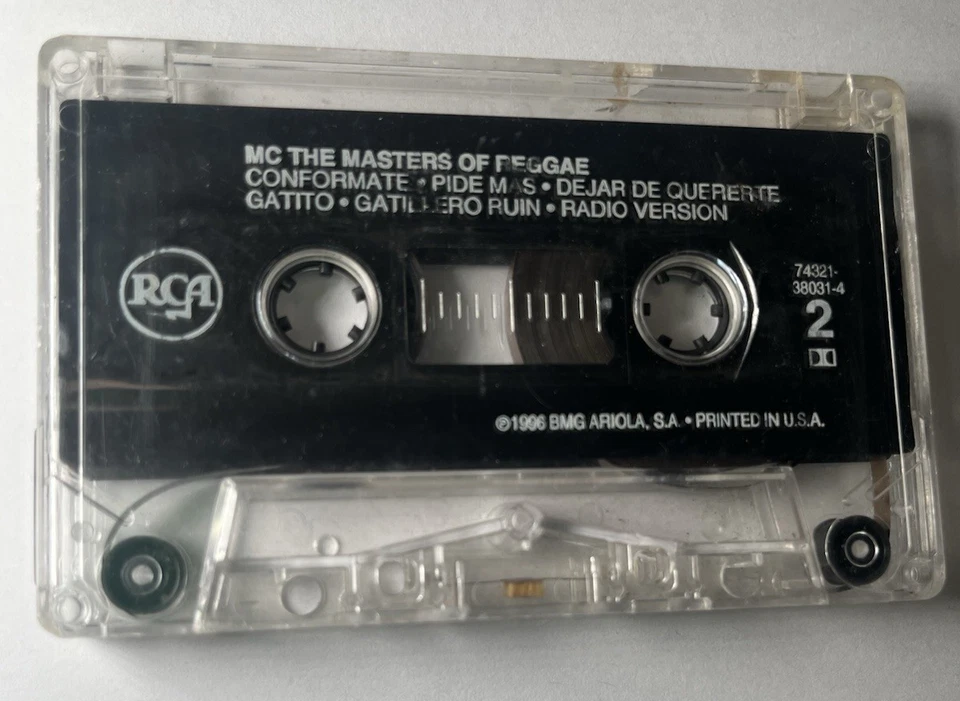 MC THE MASTERS OF REGGAE
CONFORMATE • PIDE MAS • DEJAR DE QUERERTE
GATITO • GATILLERO RUIN • RADIO VERSION
RCA
74321-
38031-4
2
℗1996 BMG ARIOLA, S.A. • PRINTED IN U.S.A.